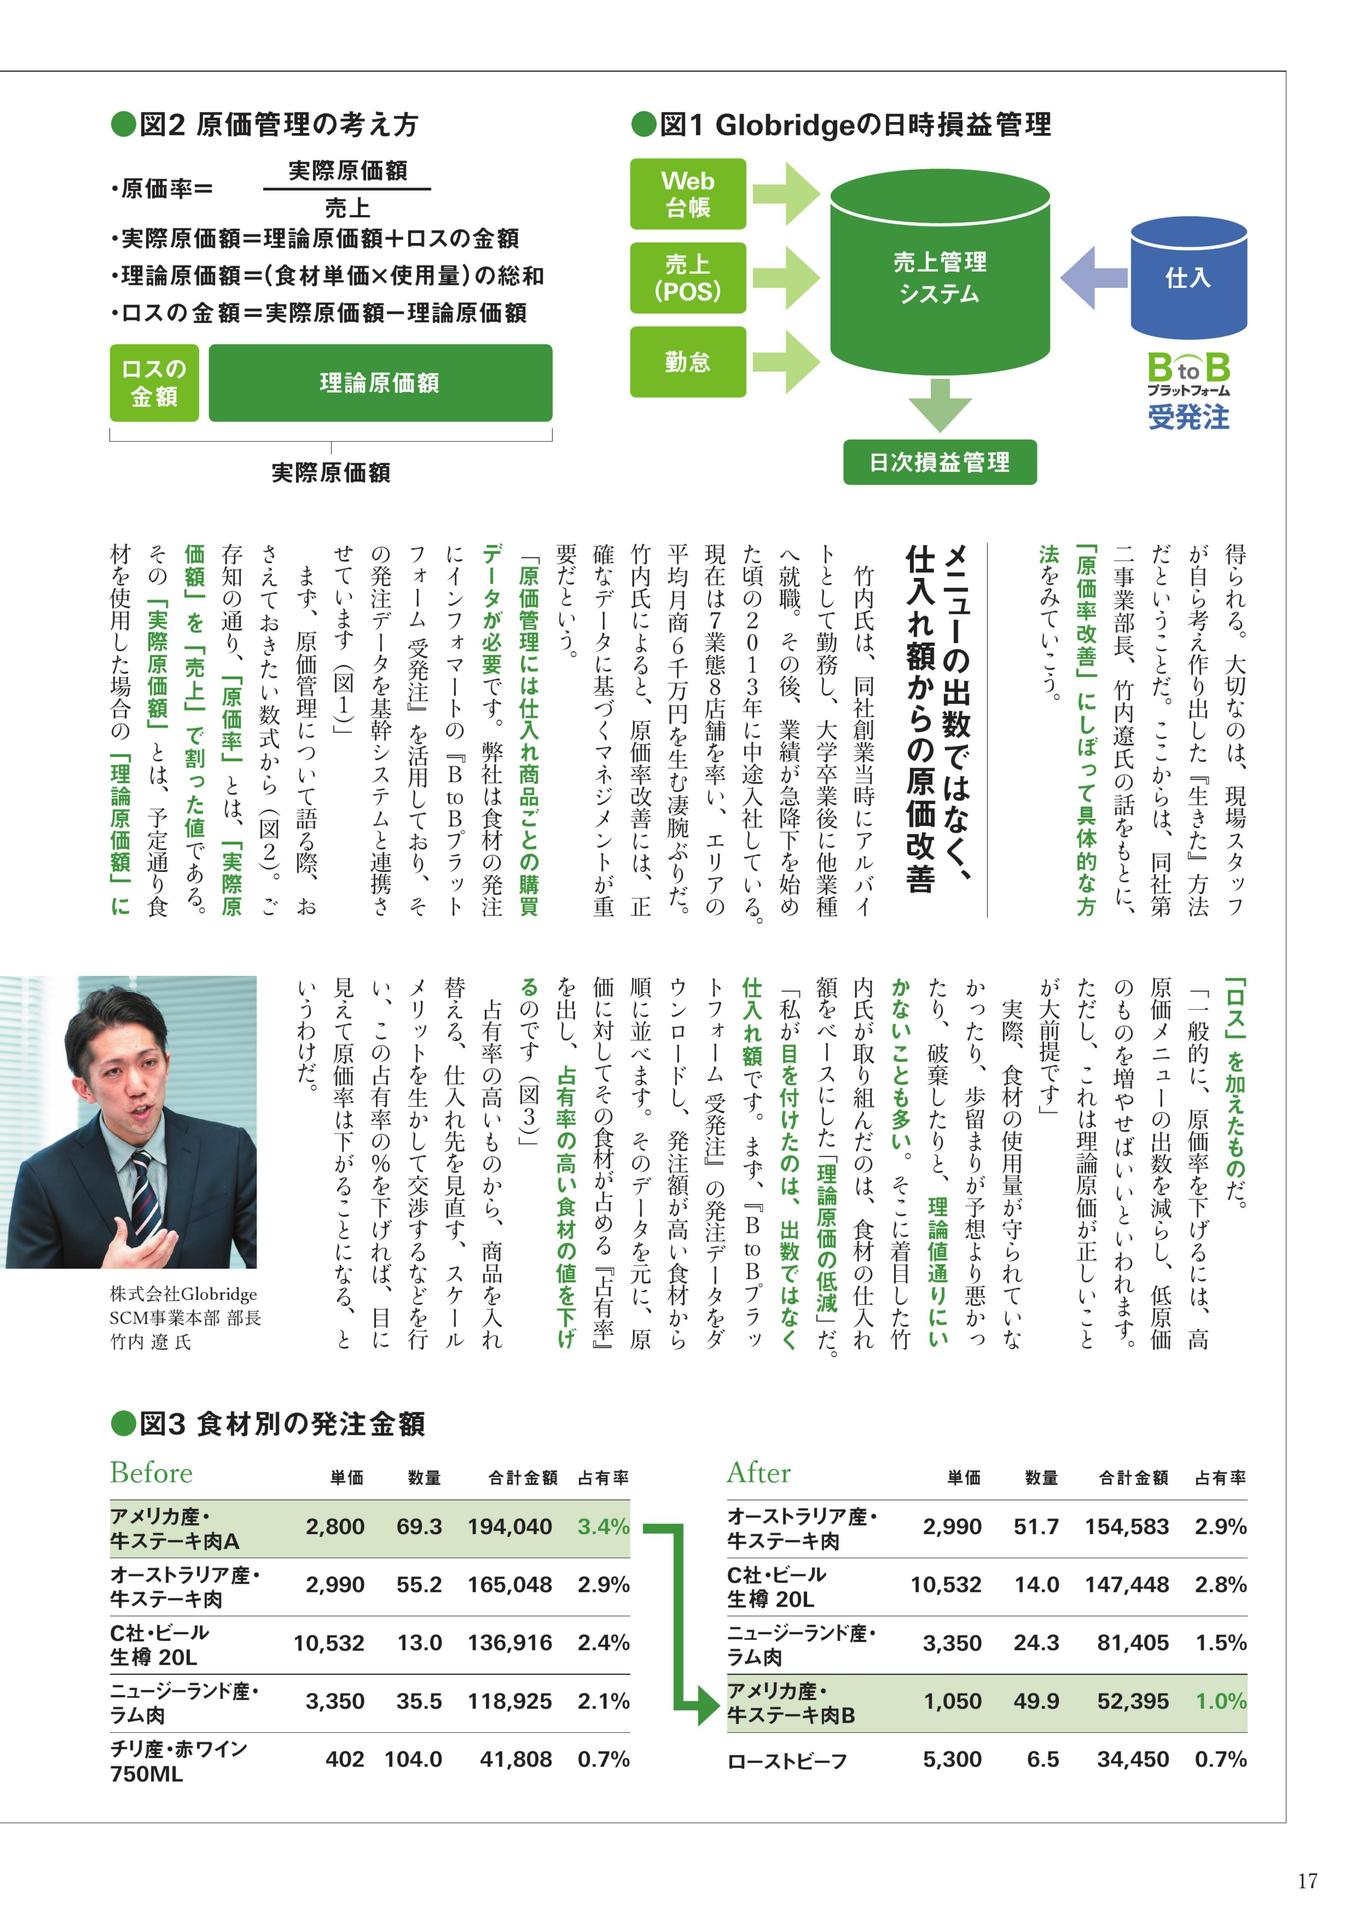 ●図1 Globridgeの日時損益管理
Web
台帳
売上
(POS)
勤怠
売上管理
システム
仕入
BtoB
プラットフォーム
受発注
日次損益管理
●図2 原価管理の考え方
・原価率＝
実際原価額
売上
・実際原価額＝理論原価額＋ロスの金額
・理論原価額＝(食材単価×使用量)の総和
・ロスの金額＝実際原価額－理論原価額
ロスの
金額
理論原価額
実際原価額
得られる。大切なのは、現場スタッフ
が自ら考え作り出した『生きた』方法
だということだ。ここからは、同社第
二事業部長、竹内遼氏の話をもとに、
「原価率改善」にしぼって具体的な方
法をみていこう。
メニューの出数ではなく、
仕入れ額からの原価改善
竹内氏は、同社創業当時にアルバイ
トとして勤務し、大学卒業後に他業種
へ就職。その後、業績が急降下を始め
た頃の2013年に中途入社している。
現在は7業態8店舗を率い、エリアの
平均月商6千万円を生む凄腕ぶりだ。
竹内氏によると、原価率改善には、正
確なデータに基づくマネジメントが重
要だという。
「原価管理には仕入れ商品ごとの購買
データが必要です。弊社は食材の発注
にインフォマートの『BtoBプラット
フォーム 受発注』を活用しており、そ
の発注データを基幹システムと連携さ
せています（図1）」
まず、原価管理について語る際、お
さえておきたい数式から（図2）。ご
存知の通り、「原価率」とは、「実際原
価額」を「売上」で割った値である。
その「実際原価額」とは、予定通り食
材を使用した場合の「理論原価額」に
「ロス」を加えたものだ。
「一般的に、原価率を下げるには、高
原価メニューの出数を減らし、低原価
のものを増やせばいいといわれます。
ただし、これは理論原価が正しいこと
が大前提です」
実際、食材の使用量が守られていな
かったり、歩留まりが予想より悪かっ
たり、破棄したりと、理論値通りにい
かないことも多い。そこに着目した竹
内氏が取り組んだのは、食材の仕入れ
額をベースにした「理論原価の低減」だ。
「私が目を付けたのは、出数ではなく
仕入れ額です。まず、『BtoBプラッ
トフォーム 受発注』の発注データをダ
ウンロードし、発注額が高い食材から
順に並べます。そのデータを元に、原
価に対してその食材が占める『占有率』
を出し、占有率の高い食材の値を下げ
るのです（図3）」
占有率の高いものから、商品を入れ
替える、仕入れ先を見直す、スケール
メリットを生かして交渉するなどを行
い、この占有率の%を下げれば、目に
見えて原価率は下がることになる、と
いうわけだ。
株式会社Globridge
SCM事業本部 部長
竹内 遼 氏
●図3 食材別の発注金額
Before 単価 数量 合計金額 占有率
アメリカ産・
牛ステーキ肉A 2,800 69.3 194,040 3.4%
オーストラリア産・
牛ステーキ肉 2,990 55.2 165,048 2.9%
C社・ビール
生樽 20L 10,532 13.0 136,916 2.4%
ニュージーランド産・
ラム肉 3,350 35.5 118,925 2.1%
チリ産・赤ワイン
750ML 402 104.0 41,808 0.7%
After 単価 数量 合計金額 占有率
オーストラリア産・
牛ステーキ肉 2,990 51.7 154,583 2.9%
C社・ビール
生樽 20L 10,532 14.0 147,448 2.8%
ニュージーランド産・
ラム肉 3,350 24.3 81,405 1.5%
アメリカ産・
牛ステーキ肉B 1,050 49.9 52,395 1.0%
ローストビーフ 5,300 6.5 34,450 0.7%
17